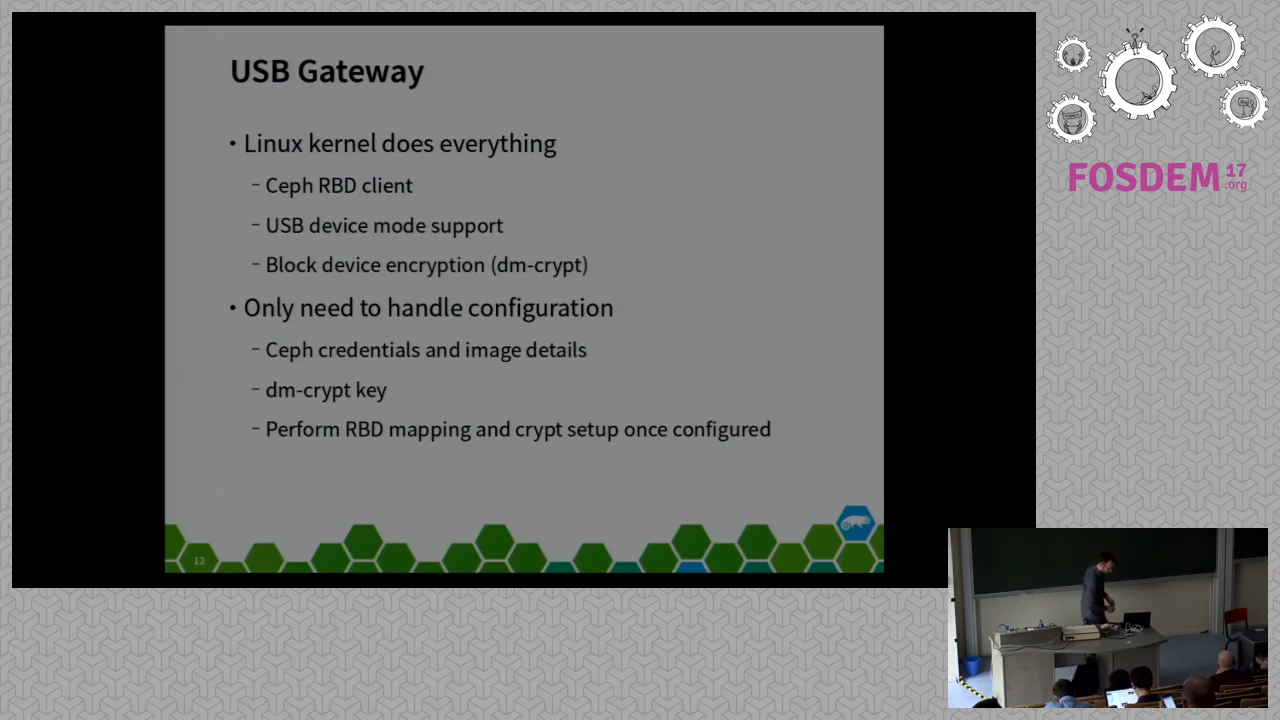 USB Gateway
• Linux kernel does everything
– Ceph RBD client
– USB device mode support
– Block device encryption (dm-crypt)
• Only need to handle configuration
– Ceph credentials and image details
– dm-crypt key
– Perform RBD mapping and crypt setup once configured
12
FOSDEM 17
.org